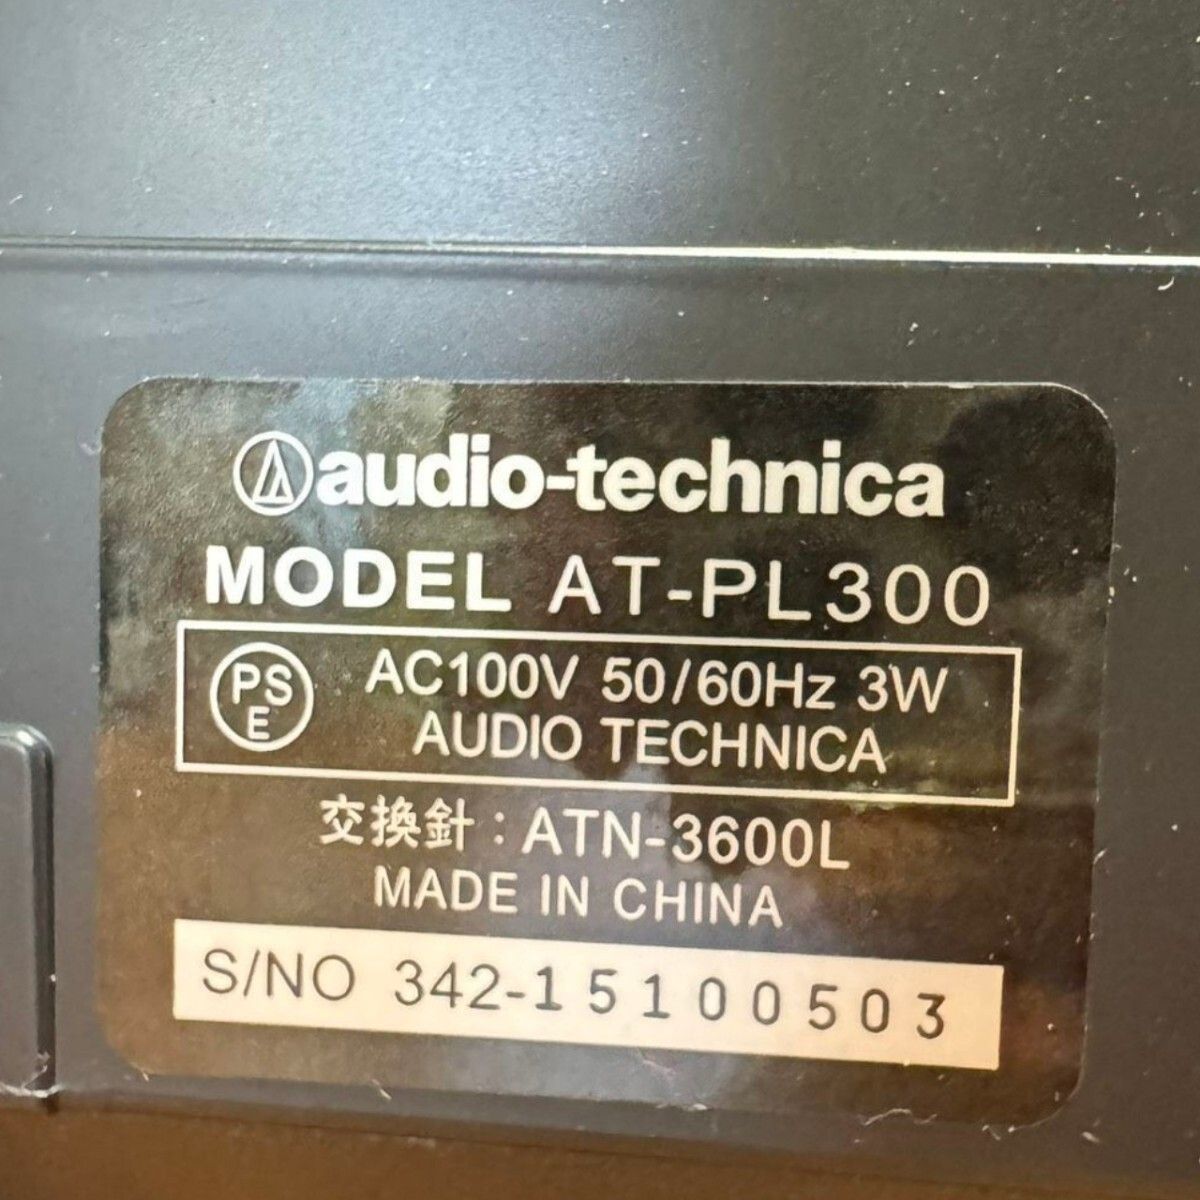 audio-technica
MODEL AT-PL300
PS
E
AC100V 50/60Hz 3W
AUDIO TECHNICA
交換針：ATN-3600L
MADE IN CHINA
S/NO 342-15100503